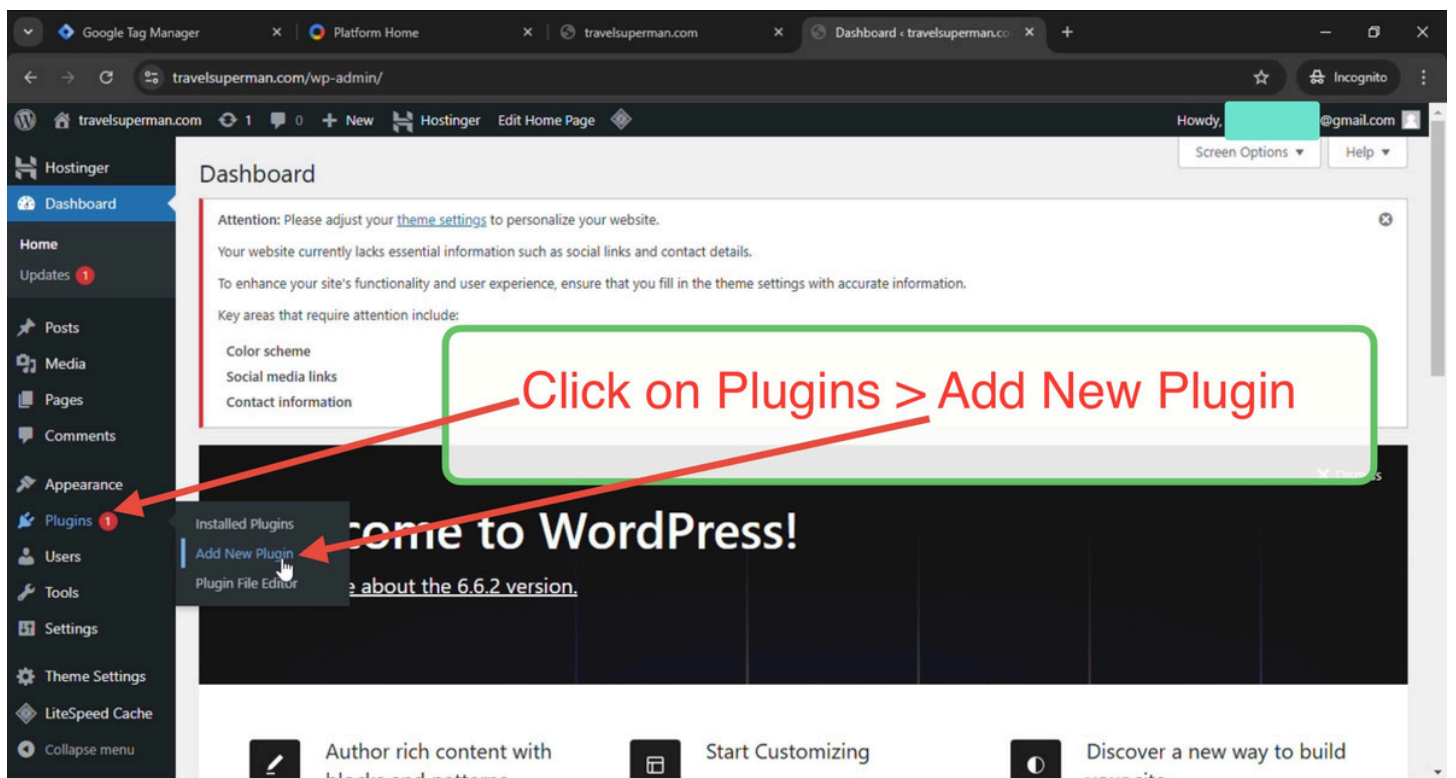 Google Tag Manager
Platform Home
travelsuperman.com
Dashboard ‹ travelsuperman.co
travelsuperman.com/wp-admin/
Incognito
travelsuperman.com 1 0 New Hostinger Edit Home Page
Howdy, @gmail.com
Screen Options
Help
Hostinger
Dashboard
Home
Updates 1
Posts
Media
Pages
Comments
Appearance
Plugins 1
Installed Plugins
Add New Plugin
Plugin File Editor
Users
Tools
Settings
Theme Settings
LiteSpeed Cache
Collapse menu
Dashboard
Attention: Please adjust your theme settings to personalize your website.
Your website currently lacks essential information such as social links and contact details.
To enhance your site's functionality and user experience, ensure that you fill in the theme settings with accurate information.
Key areas that require attention include:
Color scheme
Social media links
Contact information
Click on Plugins > Add New Plugin
Dismiss
come to WordPress!
about the 6.6.2 version.
Author rich content with
blocks and patterns
Start Customizing
Discover a new way to build
your site